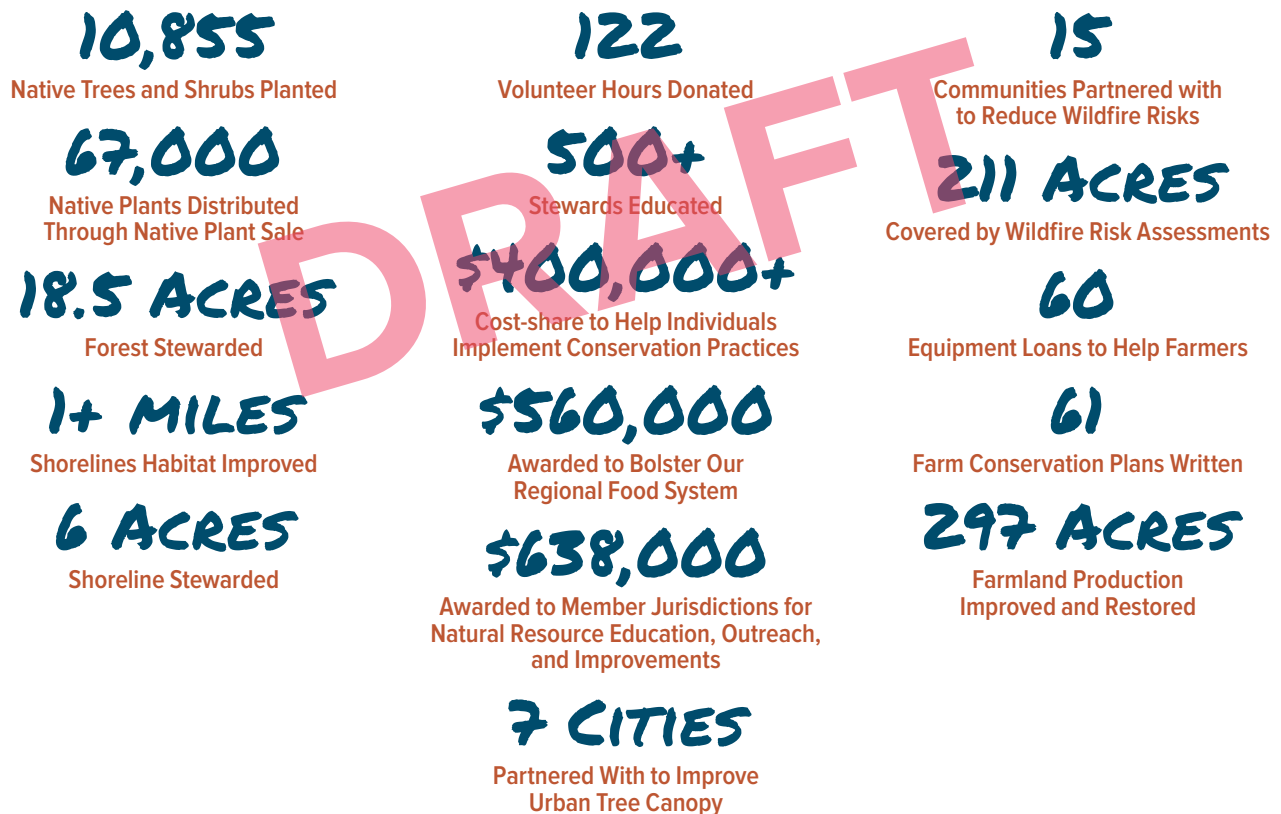 10,855
Native Trees and Shrubs Planted
67,000
Native Plants Distributed
Through Native Plant Sale
18.5 ACRES
Forest Stewarded
1+ MILES
Shorelines Habitat Improved
6 ACRES
Shoreline Stewarded
122
Volunteer Hours Donated
500+
Stewards Educated
$400,000+
Cost-share to Help Individuals
Implement Conservation Practices
$560,000
Awarded to Bolster Our
Regional Food System
$638,000
Awarded to Member Jurisdictions for
Natural Resource Education, Outreach,
and Improvements
7 CITIES
Partnered With to Improve
Urban Tree Canopy
15
Communities Partnered with
to Reduce Wildfire Risks
211 ACRES
Covered by Wildfire Risk Assessments
60
Equipment Loans to Help Farmers
61
Farm Conservation Plans Written
297 ACRES
Farmland Production
Improved and Restored
DRAFT